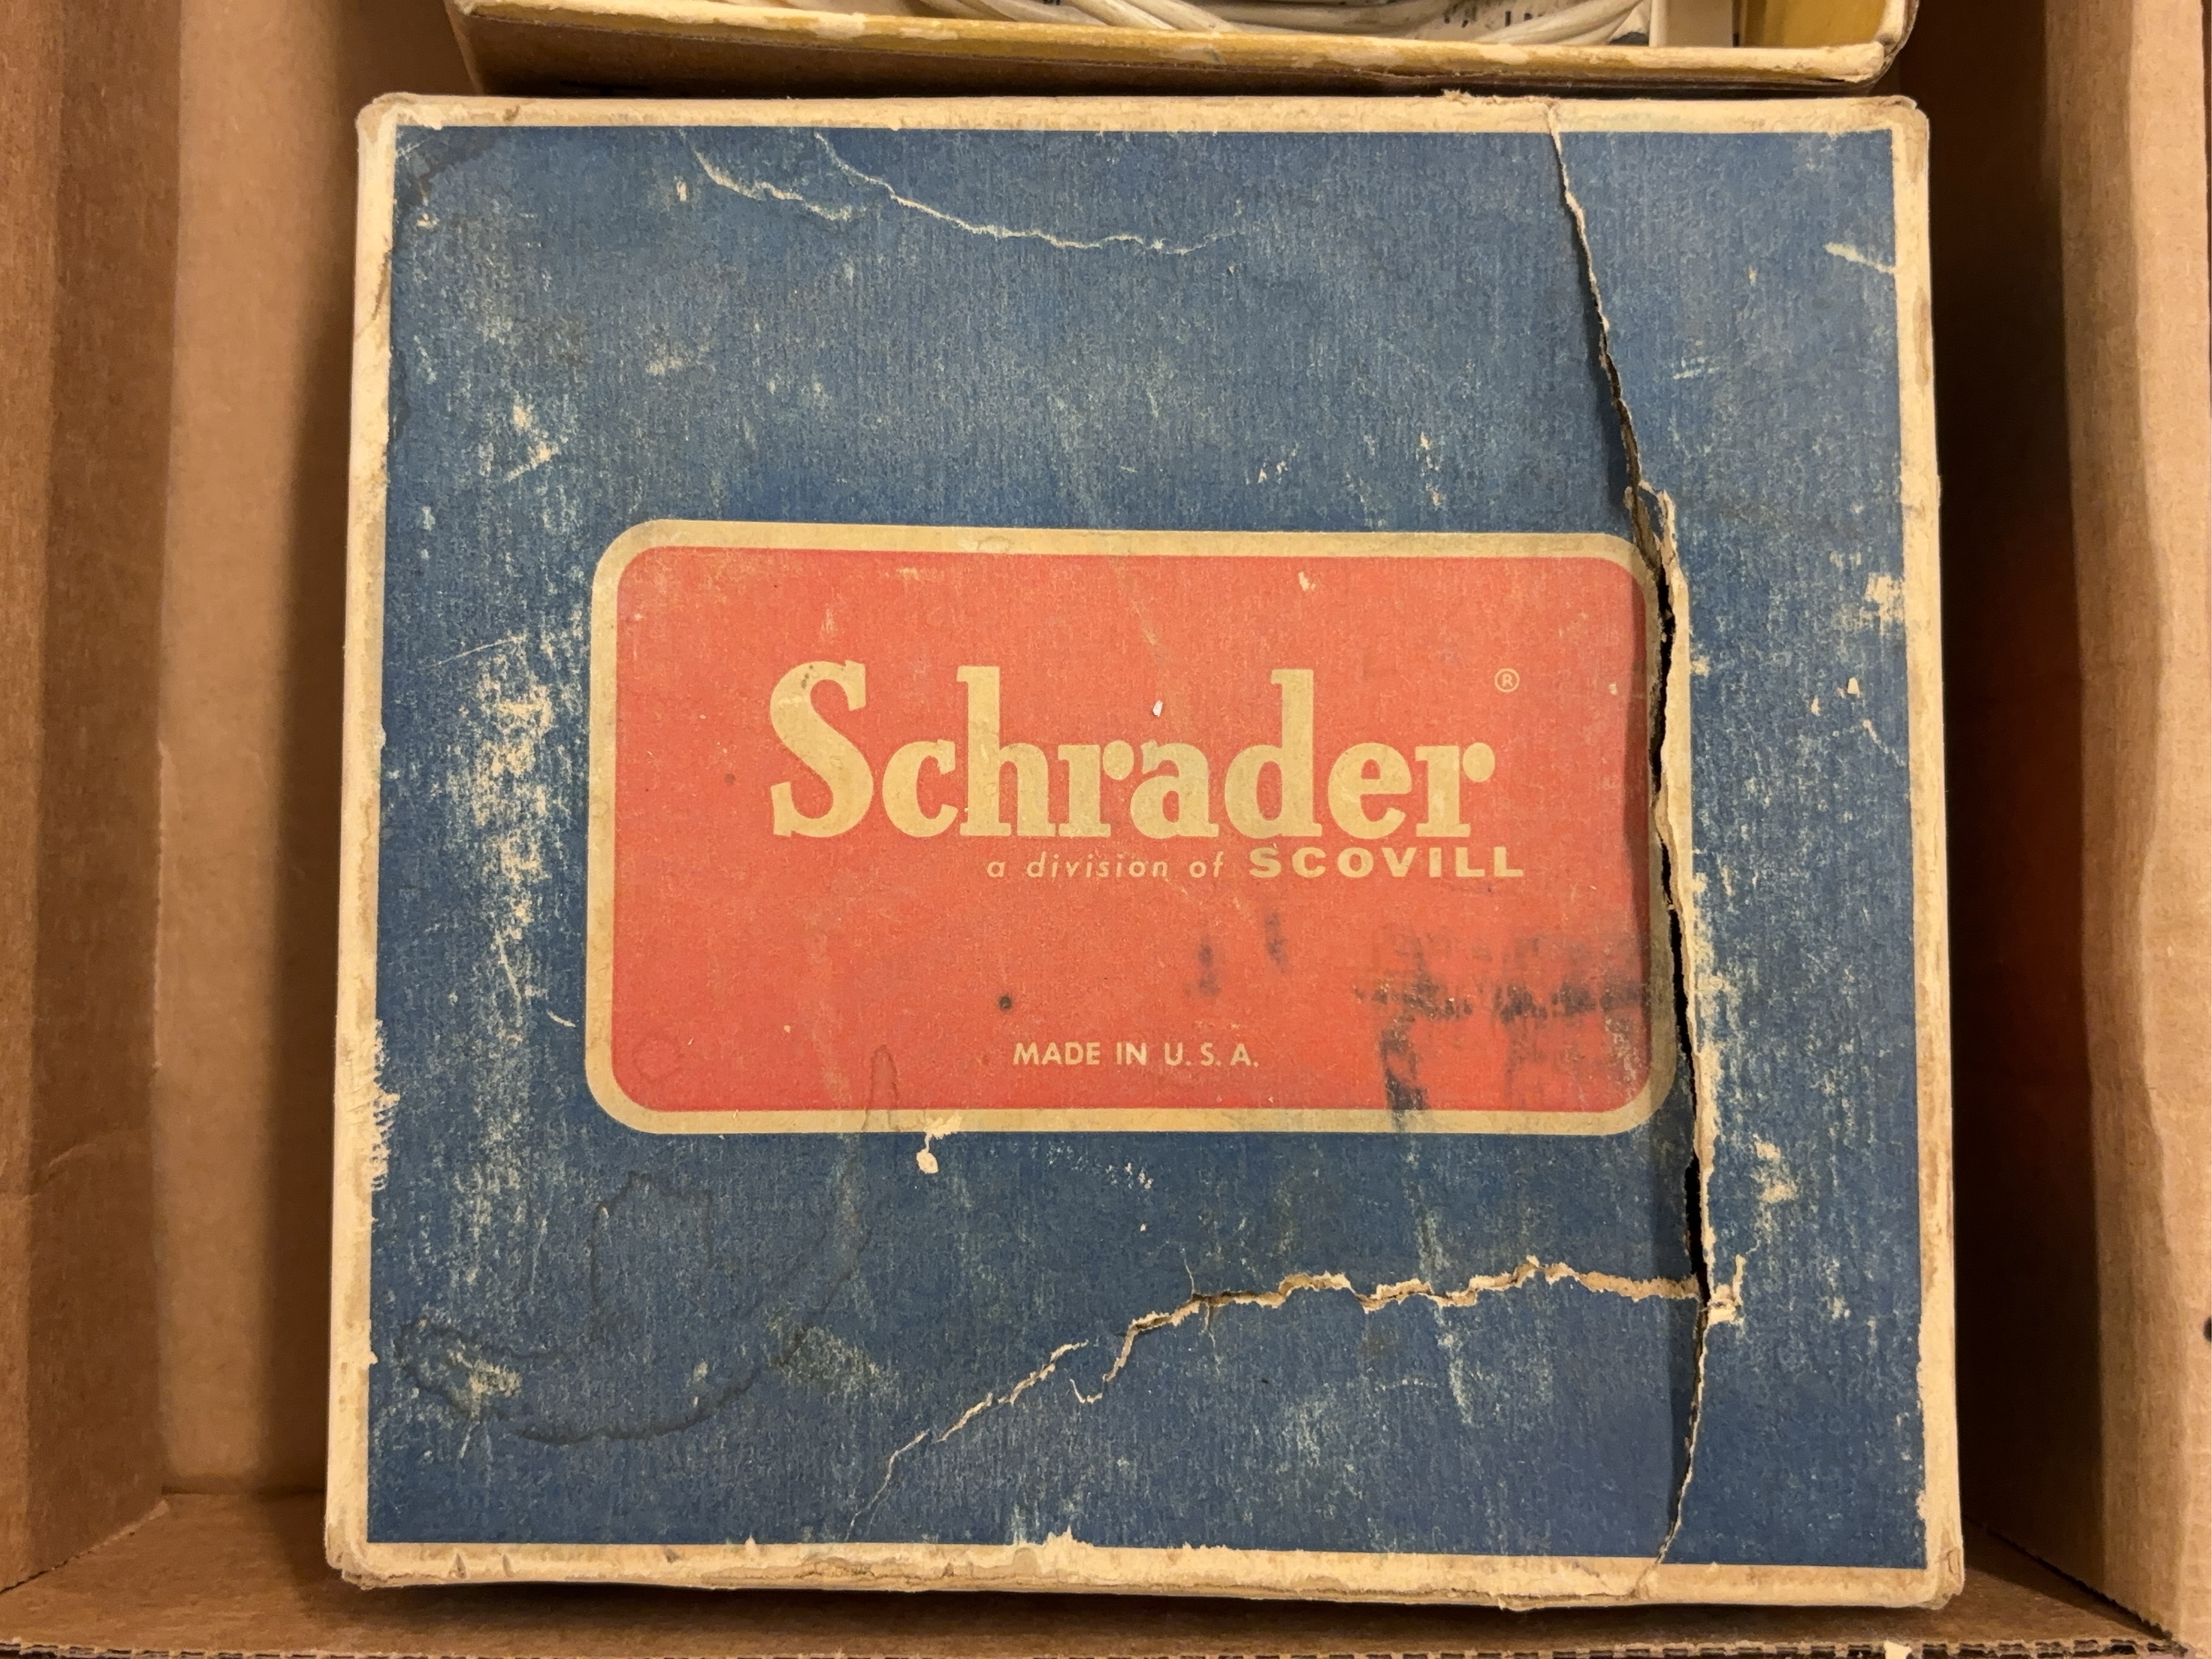 Schrader ®
a division of SCOVILL
MADE IN U. S. A.